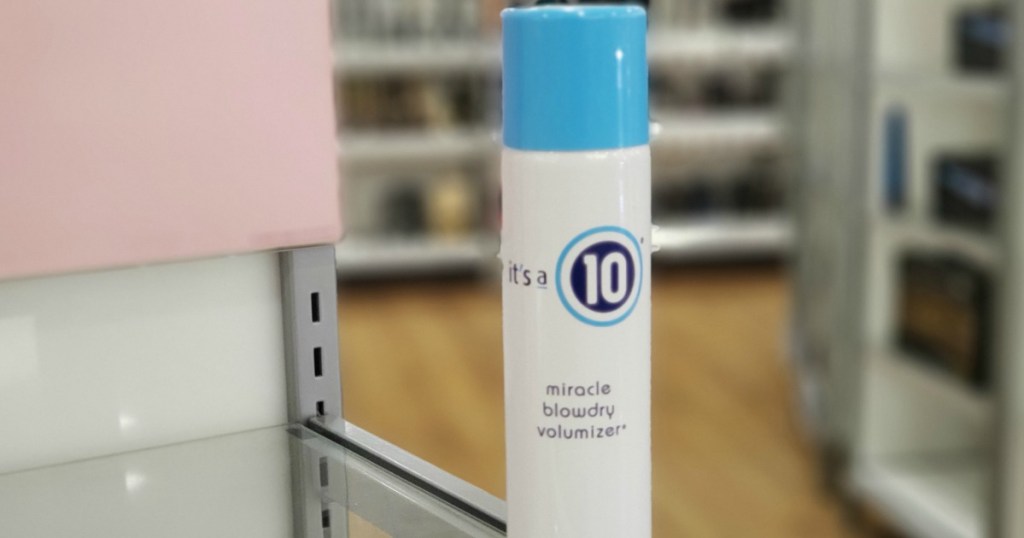 it's a 10
miracle
blowdry
volumizer